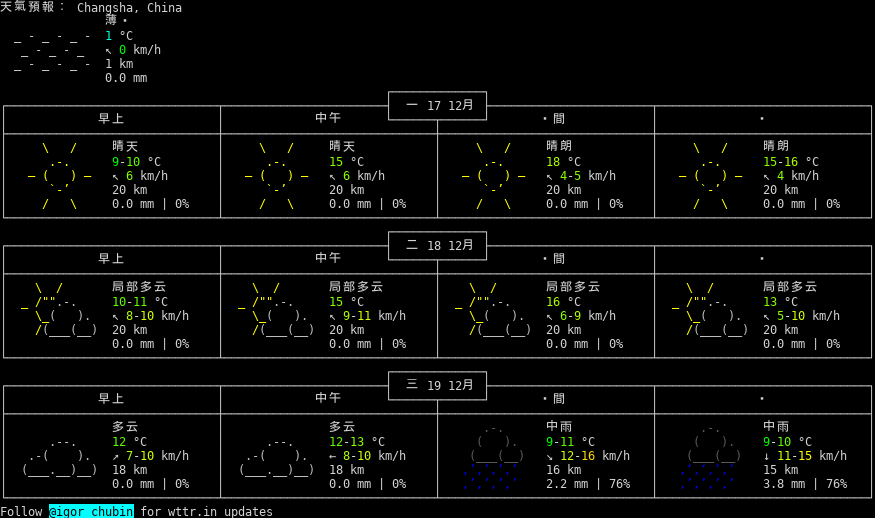 天氣預報： Changsha, China
薄・
1 °C
↖ 0 km/h
1 km
0.0 mm
一 17 12月
早上 中午 ・間 ・
晴天 晴天 晴朗 晴朗
9-10 °C 15 °C 18 °C 15-16 °C
↖ 6 km/h ↖ 6 km/h ↖ 4-5 km/h ↖ 4 km/h
20 km 20 km 20 km 20 km
0.0 mm | 0% 0.0 mm | 0% 0.0 mm | 0% 0.0 mm | 0%
二 18 12月
早上 中午 ・間 ・
局部多云 局部多云 局部多云 局部多云
10-11 °C 15 °C 16 °C 13 °C
↖ 8-10 km/h ↖ 9-11 km/h ↖ 6-9 km/h ↖ 5-10 km/h
20 km 20 km 20 km 20 km
0.0 mm | 0% 0.0 mm | 0% 0.0 mm | 0% 0.0 mm | 0%
三 19 12月
早上 中午 ・間 ・
多云 多云 中雨 中雨
12 °C 12-13 °C 9-11 °C 9-10 °C
↗ 7-10 km/h ← 8-10 km/h ↘ 12-16 km/h ↓ 11-15 km/h
18 km 18 km 16 km 15 km
0.0 mm | 0% 0.0 mm | 0% 2.2 mm | 76% 3.8 mm | 76%
Follow @igor_chubin for wttr.in updates